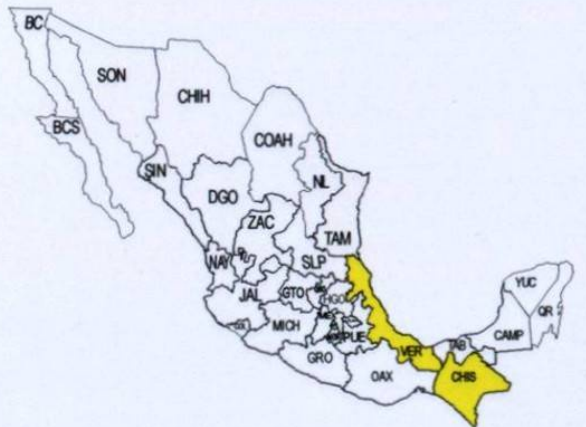 BC
SON
CHIH
BCS
COAH
SIN
NL
DGO
ZAC
TAM
NAY
SLP
YUC
JAL
GTO
HGO
QR
MICH
PUE
VER
TAB
CAMP
GRO
OAX
CHIS